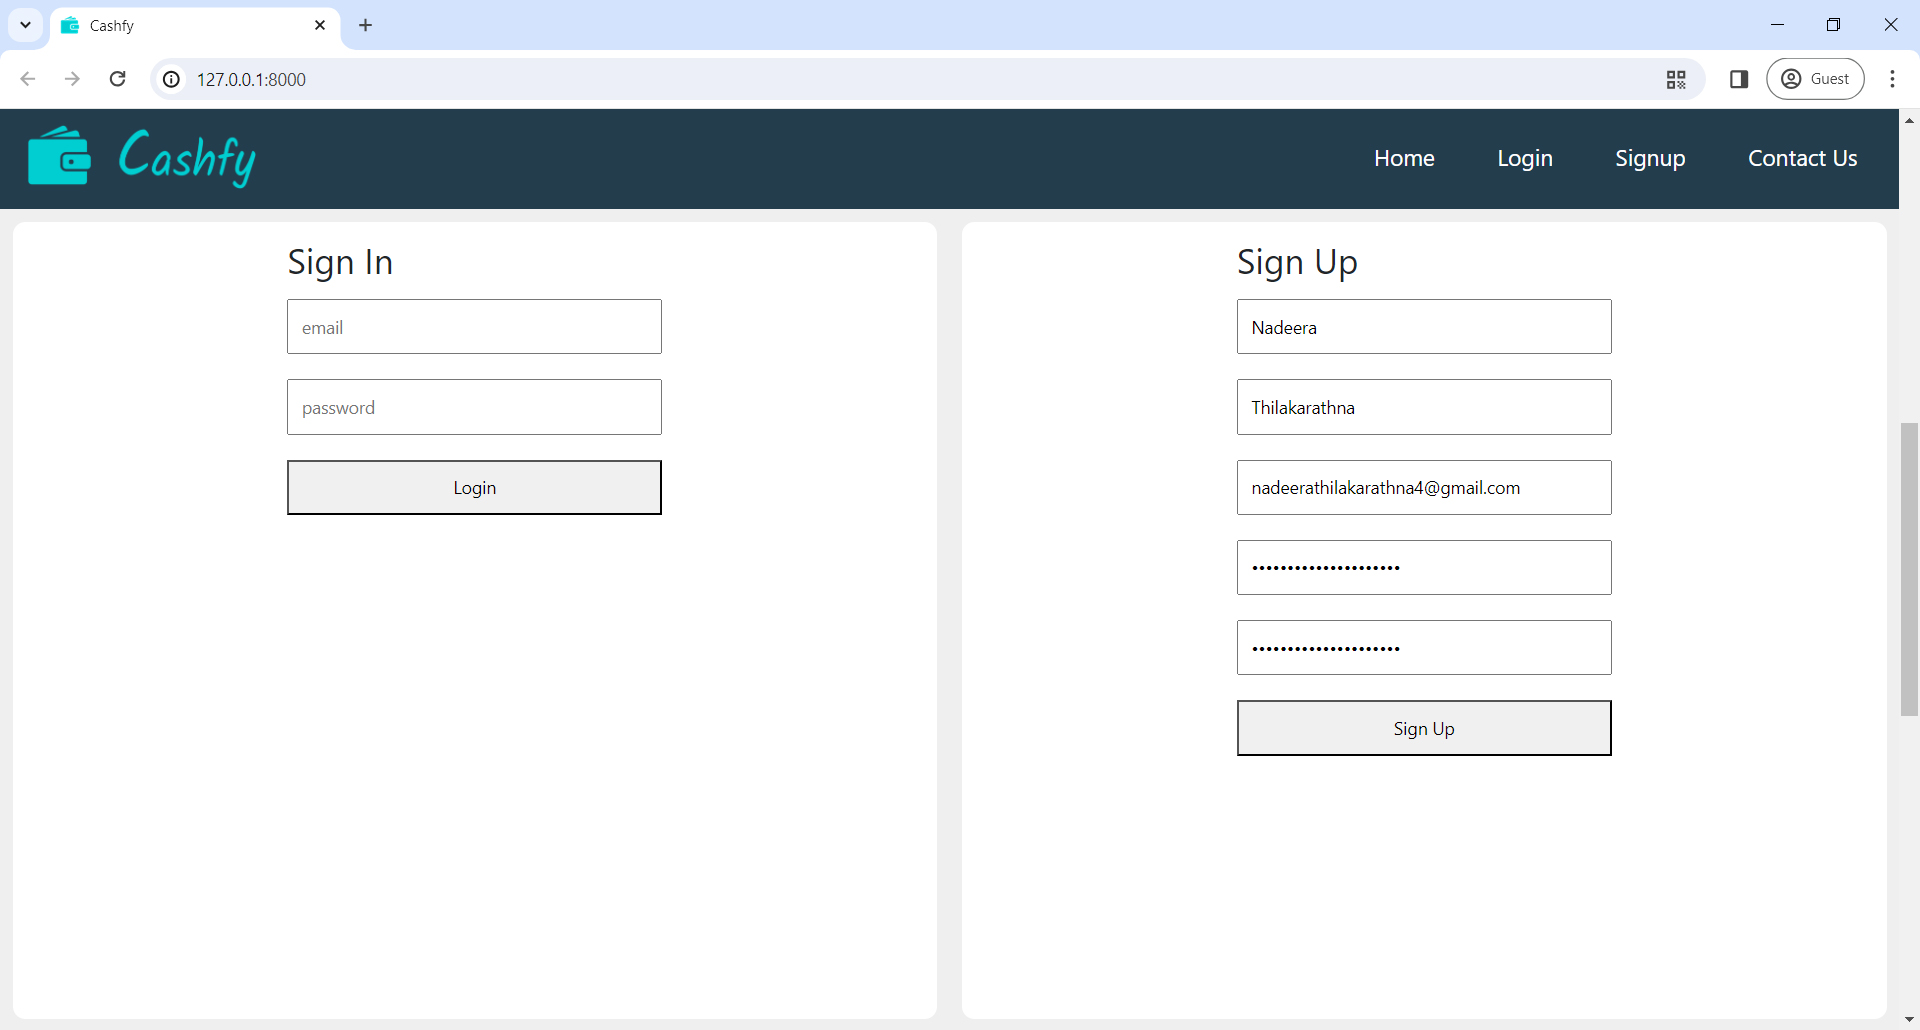 Cashfy
127.0.0.1:8000
Guest
Cashfy
Home Login Signup Contact Us
Sign In
email
password
Login
Sign Up
Nadeera
Thilakarathna
nadeerathilakarathna4@gmail.com
•••••••••••••••••••••
•••••••••••••••••••••
Sign Up